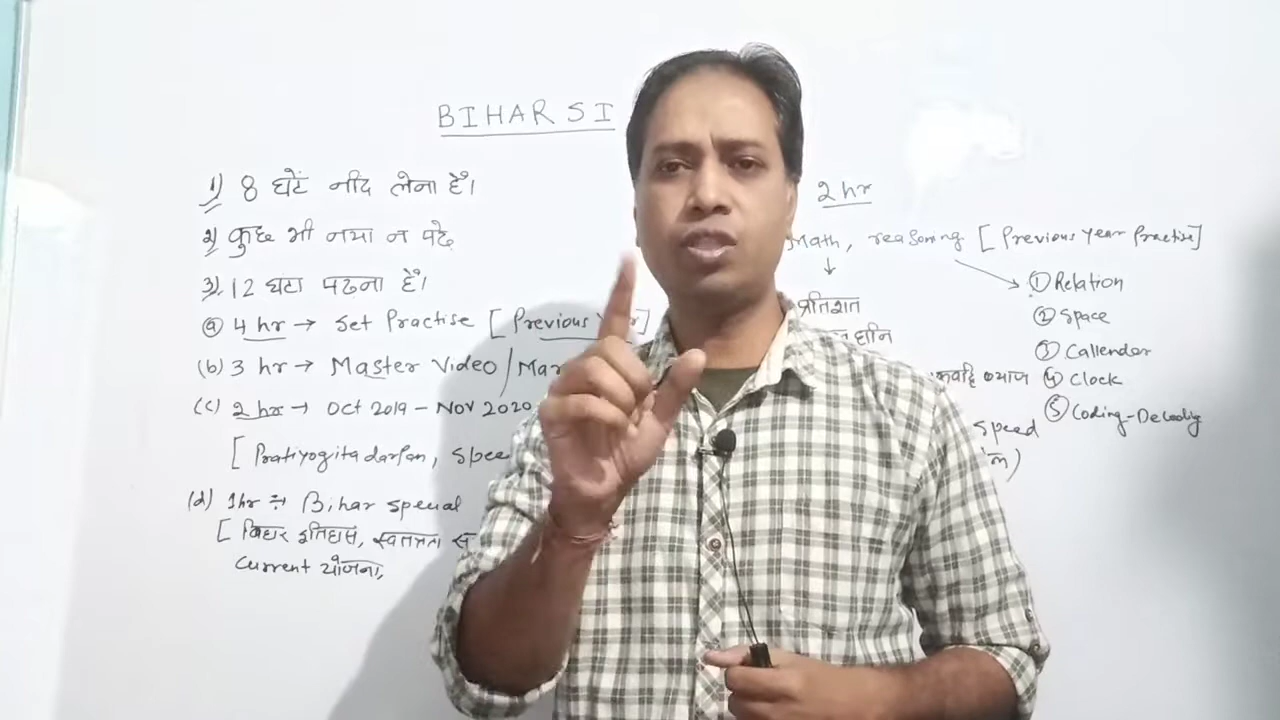 BIHAR SI
1) 8 घंटे नींद लेना हैं।
2) कुछ भी नया न पढ़े
3) 12 घंटा पढ़ना हैं।
(a) 4 hr → Set Practise [Previous Year]
(b) 3 hr → Master Video /
(c) 2 hr → Oct 2019 - Nov 2020
[Pratiyogita darpan,
(d) 1hr → Bihar special
[बिहार इतिहास, स्वतंत्रता
Current योजना,
2 hr
Math, reasoning [Previous Year Practise]
↓
प्रतिशत
हानि
ब्याज
Speed
① Relation
② Space
③ Callender
④ Clock
⑤ Coding-Decoding